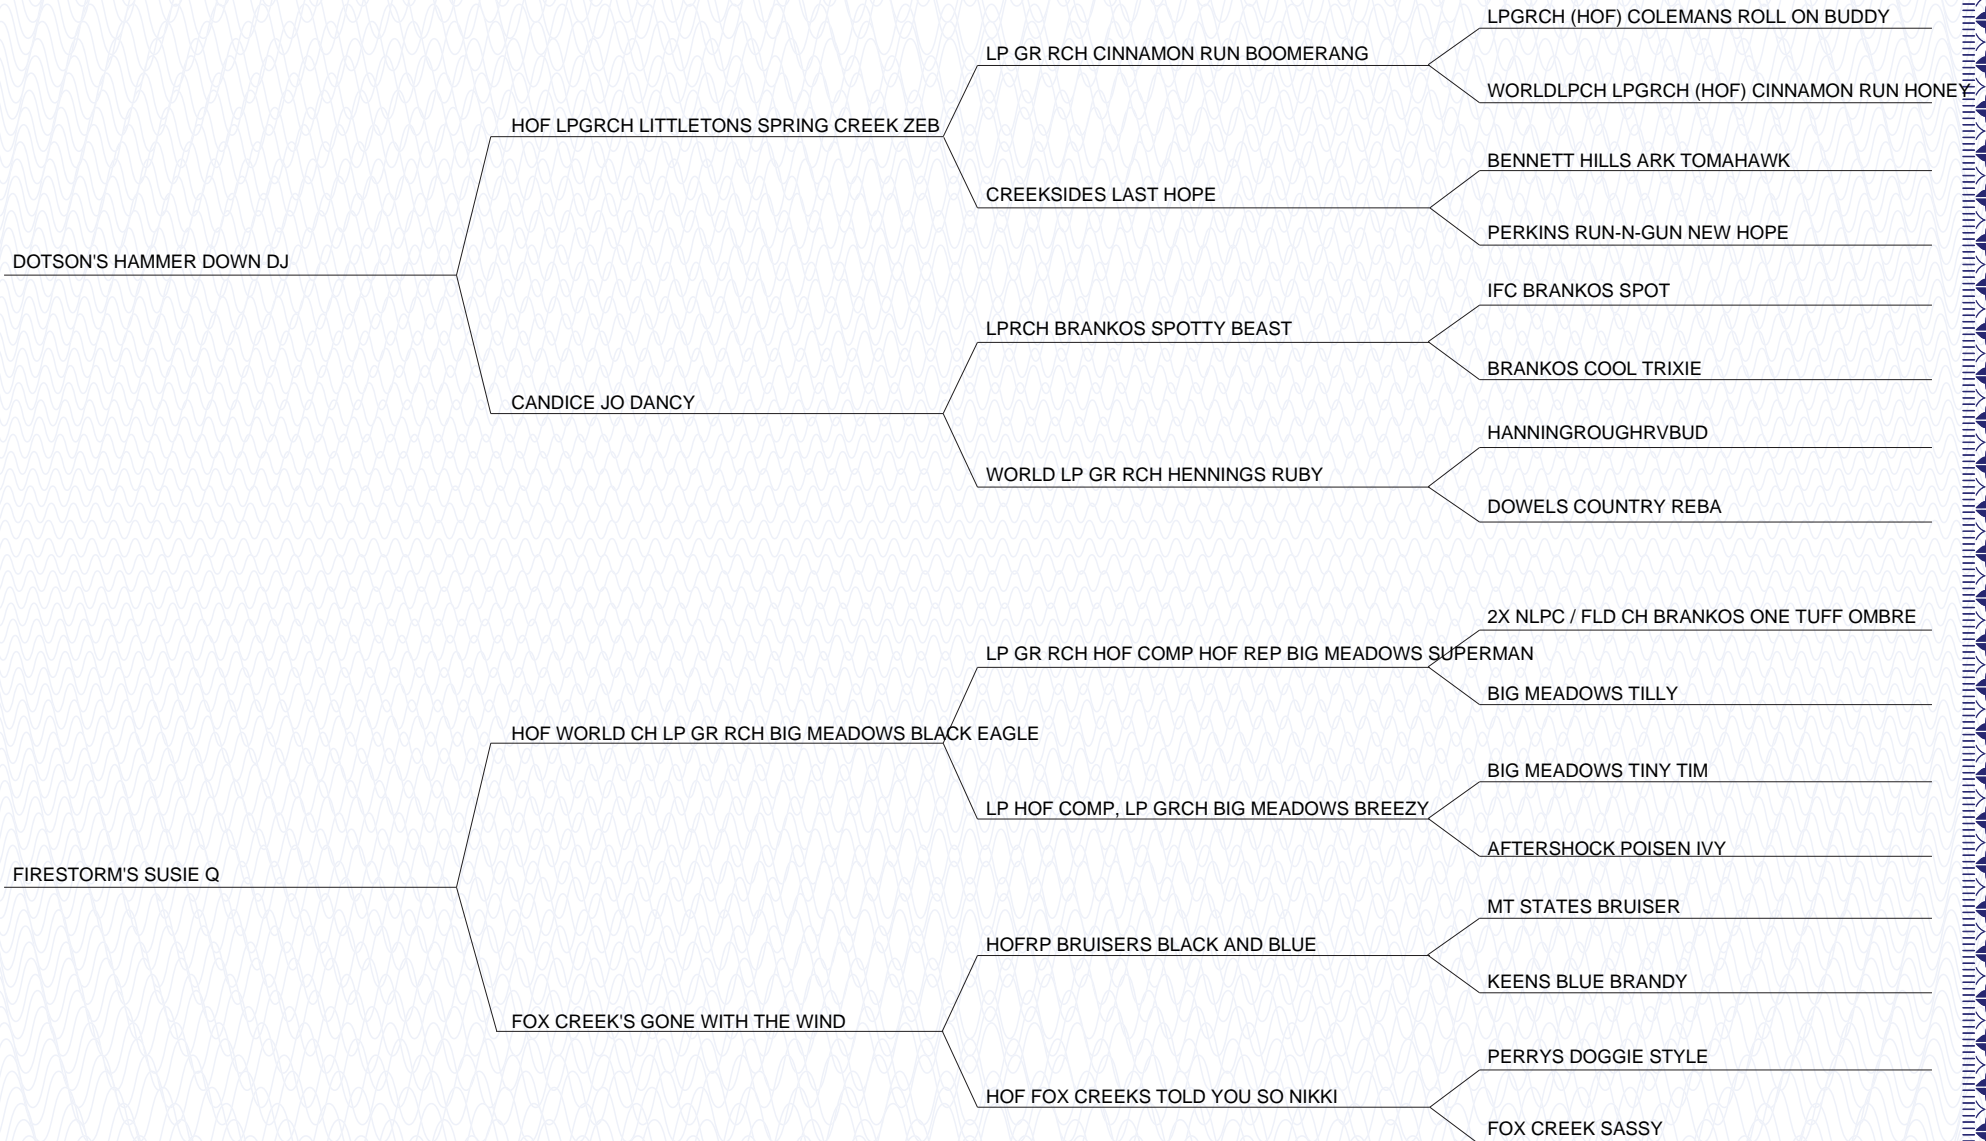 LPGRCH (HOF) COLEMANS ROLL ON BUDDY
LP GR RCH CINNAMON RUN BOOMERANG
WORLDLPCH LPGRCH (HOF) CINNAMON RUN HONEY
HOF LPGRCH LITTLETONS SPRING CREEK ZEB
BENNETT HILLS ARK TOMAHAWK
CREEKSIDES LAST HOPE
PERKINS RUN-N-GUN NEW HOPE
DOTSON'S HAMMER DOWN DJ
IFC BRANKOS SPOT
LPRCH BRANKOS SPOTTY BEAST
BRANKOS COOL TRIXIE
CANDICE JO DANCY
HANNINGROUGHRVBUD
WORLD LP GR RCH HENNINGS RUBY
DOWELS COUNTRY REBA
2X NLPC / FLD CH BRANKOS ONE TUFF OMBRE
LP GR RCH HOF COMP HOF REP BIG MEADOWS SUPERMAN
BIG MEADOWS TILLY
HOF WORLD CH LP GR RCH BIG MEADOWS BLACK EAGLE
BIG MEADOWS TINY TIM
LP HOF COMP, LP GRCH BIG MEADOWS BREEZY
AFTERSHOCK POISEN IVY
FIRESTORM'S SUSIE Q
MT STATES BRUISER
HOFRP BRUISERS BLACK AND BLUE
KEENS BLUE BRANDY
FOX CREEK'S GONE WITH THE WIND
PERRYS DOGGIE STYLE
HOF FOX CREEKS TOLD YOU SO NIKKI
FOX CREEK SASSY